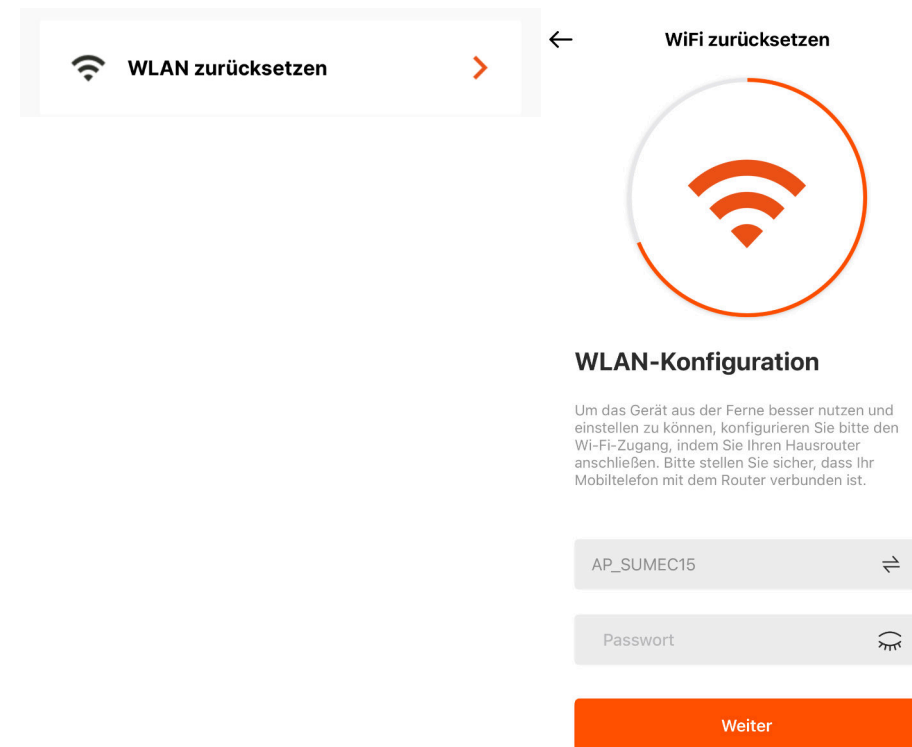 WLAN zurücksetzen
WiFi zurücksetzen
WLAN-Konfiguration
Um das Gerät aus der Ferne besser nutzen und
einstellen zu können, konfigurieren Sie bitte den
Wi-Fi-Zugang, indem Sie Ihren Hausrouter
anschließen. Bitte stellen Sie sicher, dass Ihr
Mobiltelefon mit dem Router verbunden ist.
AP_SUMEC15
Passwort
Weiter